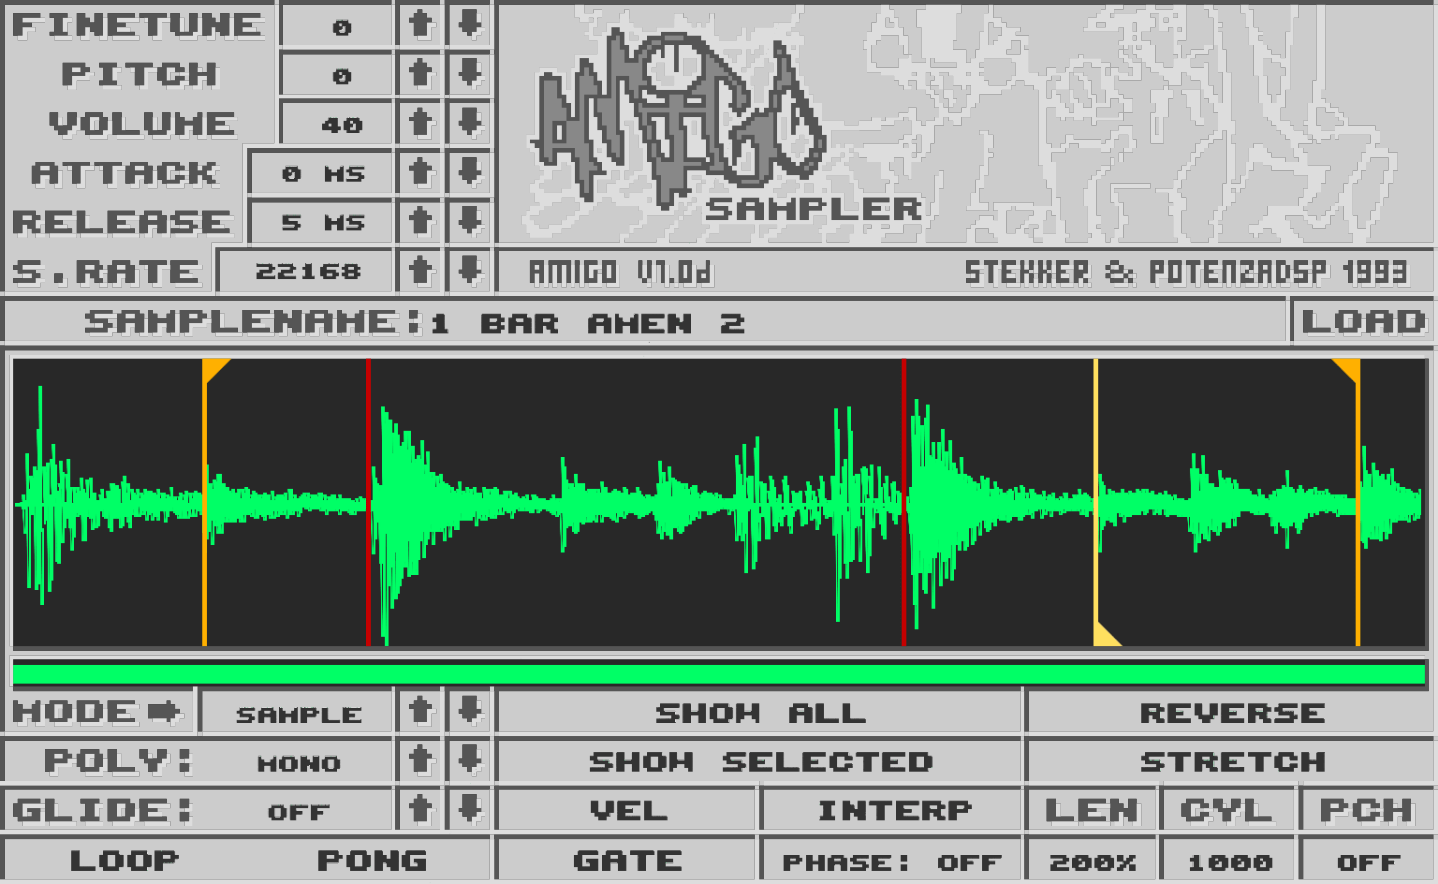 FINETUNE 0
PITCH 0
VOLUME 40
ATTACK 0 MS
RELEASE 5 MS
AMIGO
SAMPLER
S.RATE 22168
AMIGO V1.0d STEKKER & POTENZADSP 1993
SAMPLENAME: 1 BAR AMEN 2 LOAD
MODE SAMPLE SHOW ALL REVERSE
POLY: MONO SHOW SELECTED STRETCH
GLIDE: OFF VEL INTERP LEN CYL PCH
LOOP PONG GATE PHASE: OFF 200% 1000 OFF